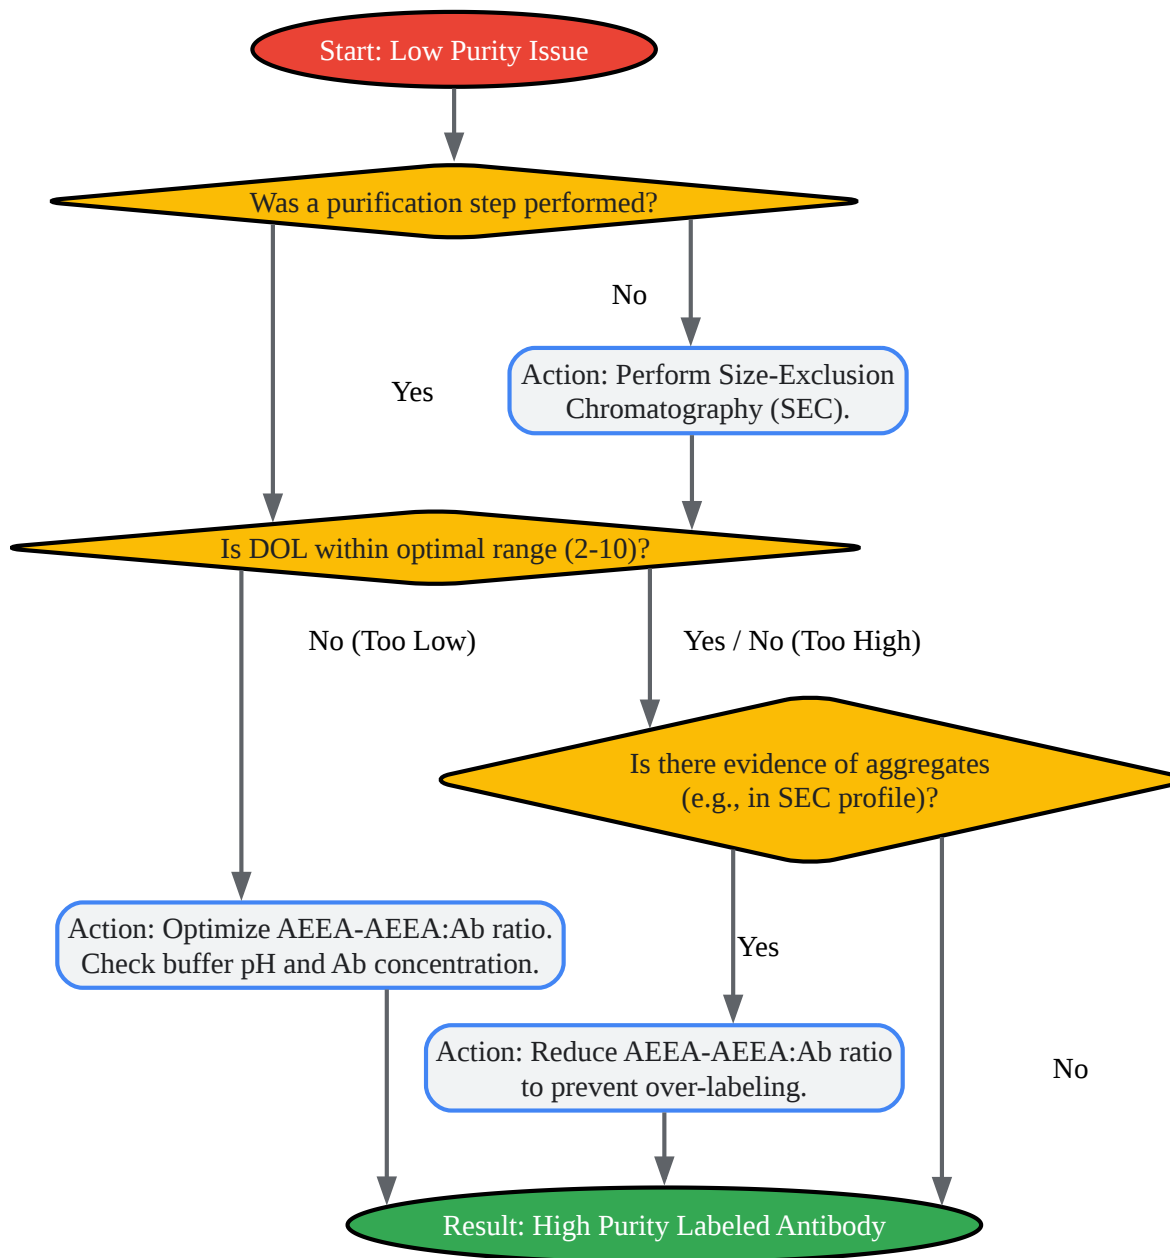 Start: Low Purity Issue
Was a purification step performed?
No
Yes
Action: Perform Size-Exclusion
Chromatography (SEC).
Is DOL within optimal range (2-10)?
No (Too Low)
Yes / No (Too High)
Is there evidence of aggregates
(e.g., in SEC profile)?
Action: Optimize AEEA-AEEA:Ab ratio.
Check buffer pH and Ab concentration.
Yes
Action: Reduce AEEA-AEEA:Ab ratio
to prevent over-labeling.
No
Result: High Purity Labeled Antibody